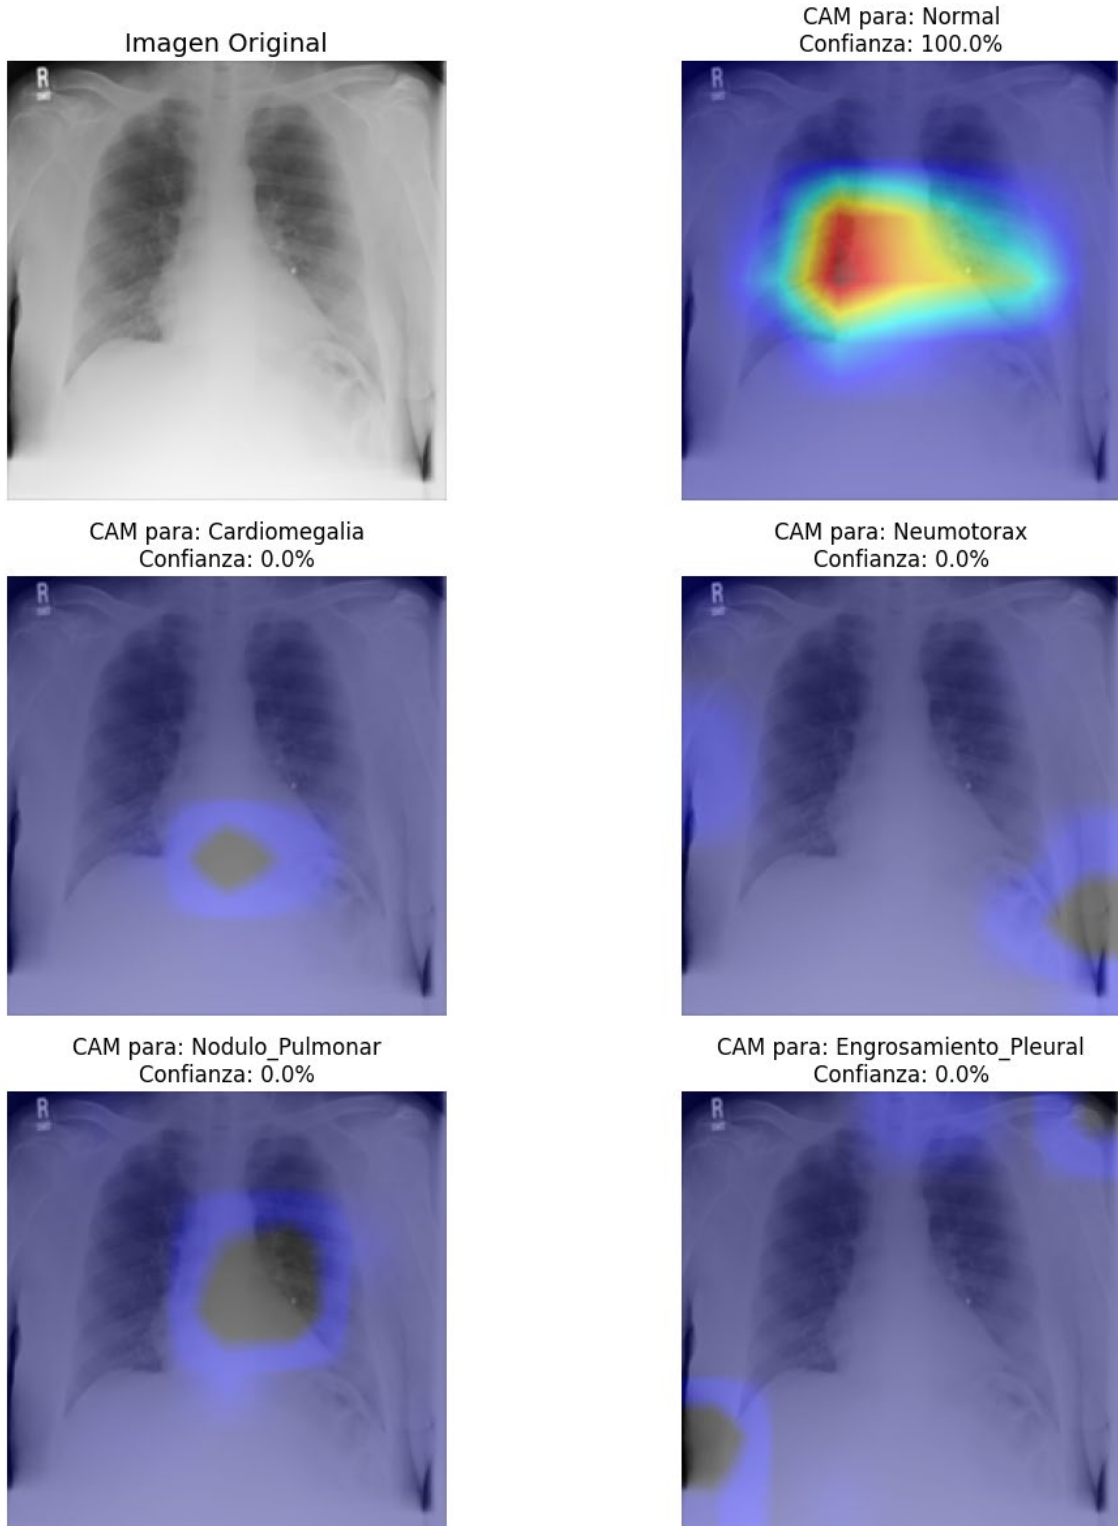 Imagen Original
CAM para: Normal
Confianza: 100.0%
R
R
CAM para: Cardiomegalia
Confianza: 0.0%
CAM para: Neumotorax
Confianza: 0.0%
R
R
CAM para: Nodulo_Pulmonar
Confianza: 0.0%
CAM para: Engrosamiento_Pleural
Confianza: 0.0%
R
R